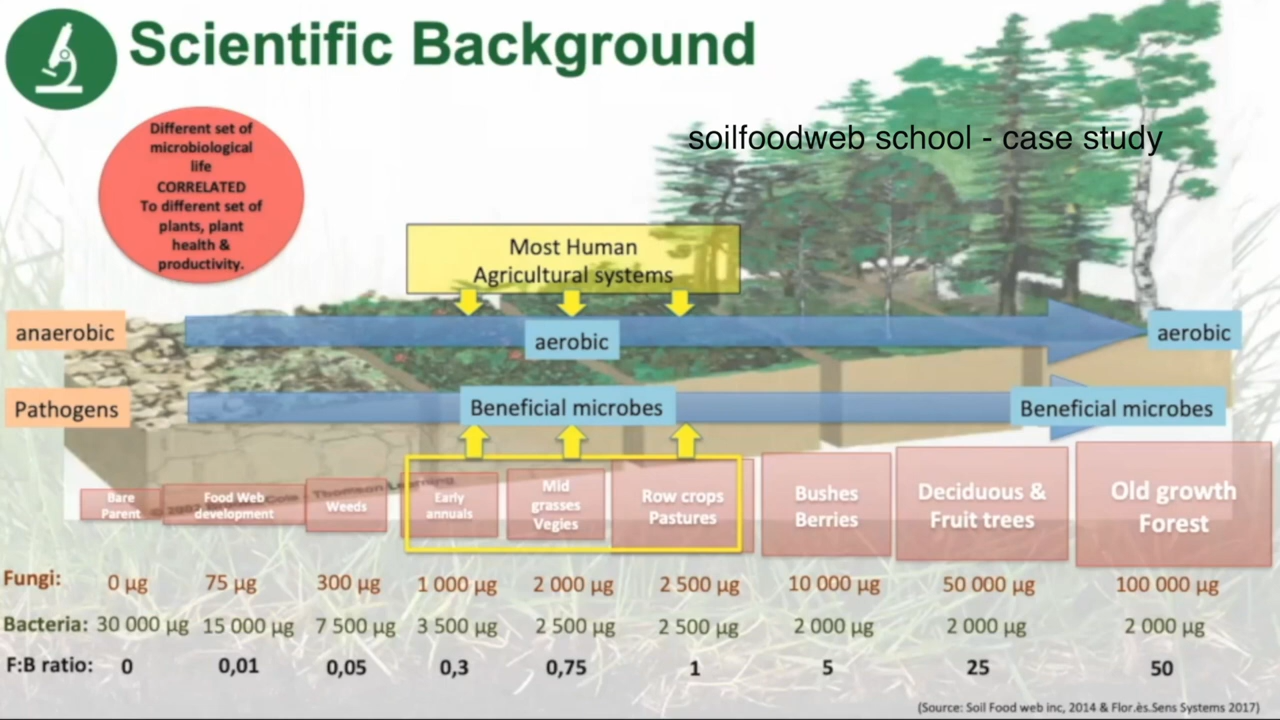 Scientific Background
soilfoodweb school - case study
Different set of
microbiological
life
CORRELATED
To different set of
plants, plant
health &
productivity.
Most Human
Agricultural systems
anaerobic
aerobic
aerobic
Pathogens
Beneficial microbes
Beneficial microbes
Bare
Parent
Food Web
development
Weeds
Early
annuals
Mid
grasses
Vegies
Row crops
Pastures
Bushes
Berries
Deciduous &
Fruit trees
Old growth
Forest
Thomson Learning
Fungi: 0 µg 75 µg 300 µg 1 000 µg 2 000 µg 2 500 µg 10 000 µg 50 000 µg 100 000 µg
Bacteria: 30 000 µg 15 000 µg 7 500 µg 3 500 µg 2 500 µg 2 500 µg 2 000 µg 2 000 µg 2 000 µg
F:B ratio: 0 0,01 0,05 0,3 0,75 1 5 25 50
(Source: Soil Food web inc, 2014 & Flor.ès.Sens Systems 2017)